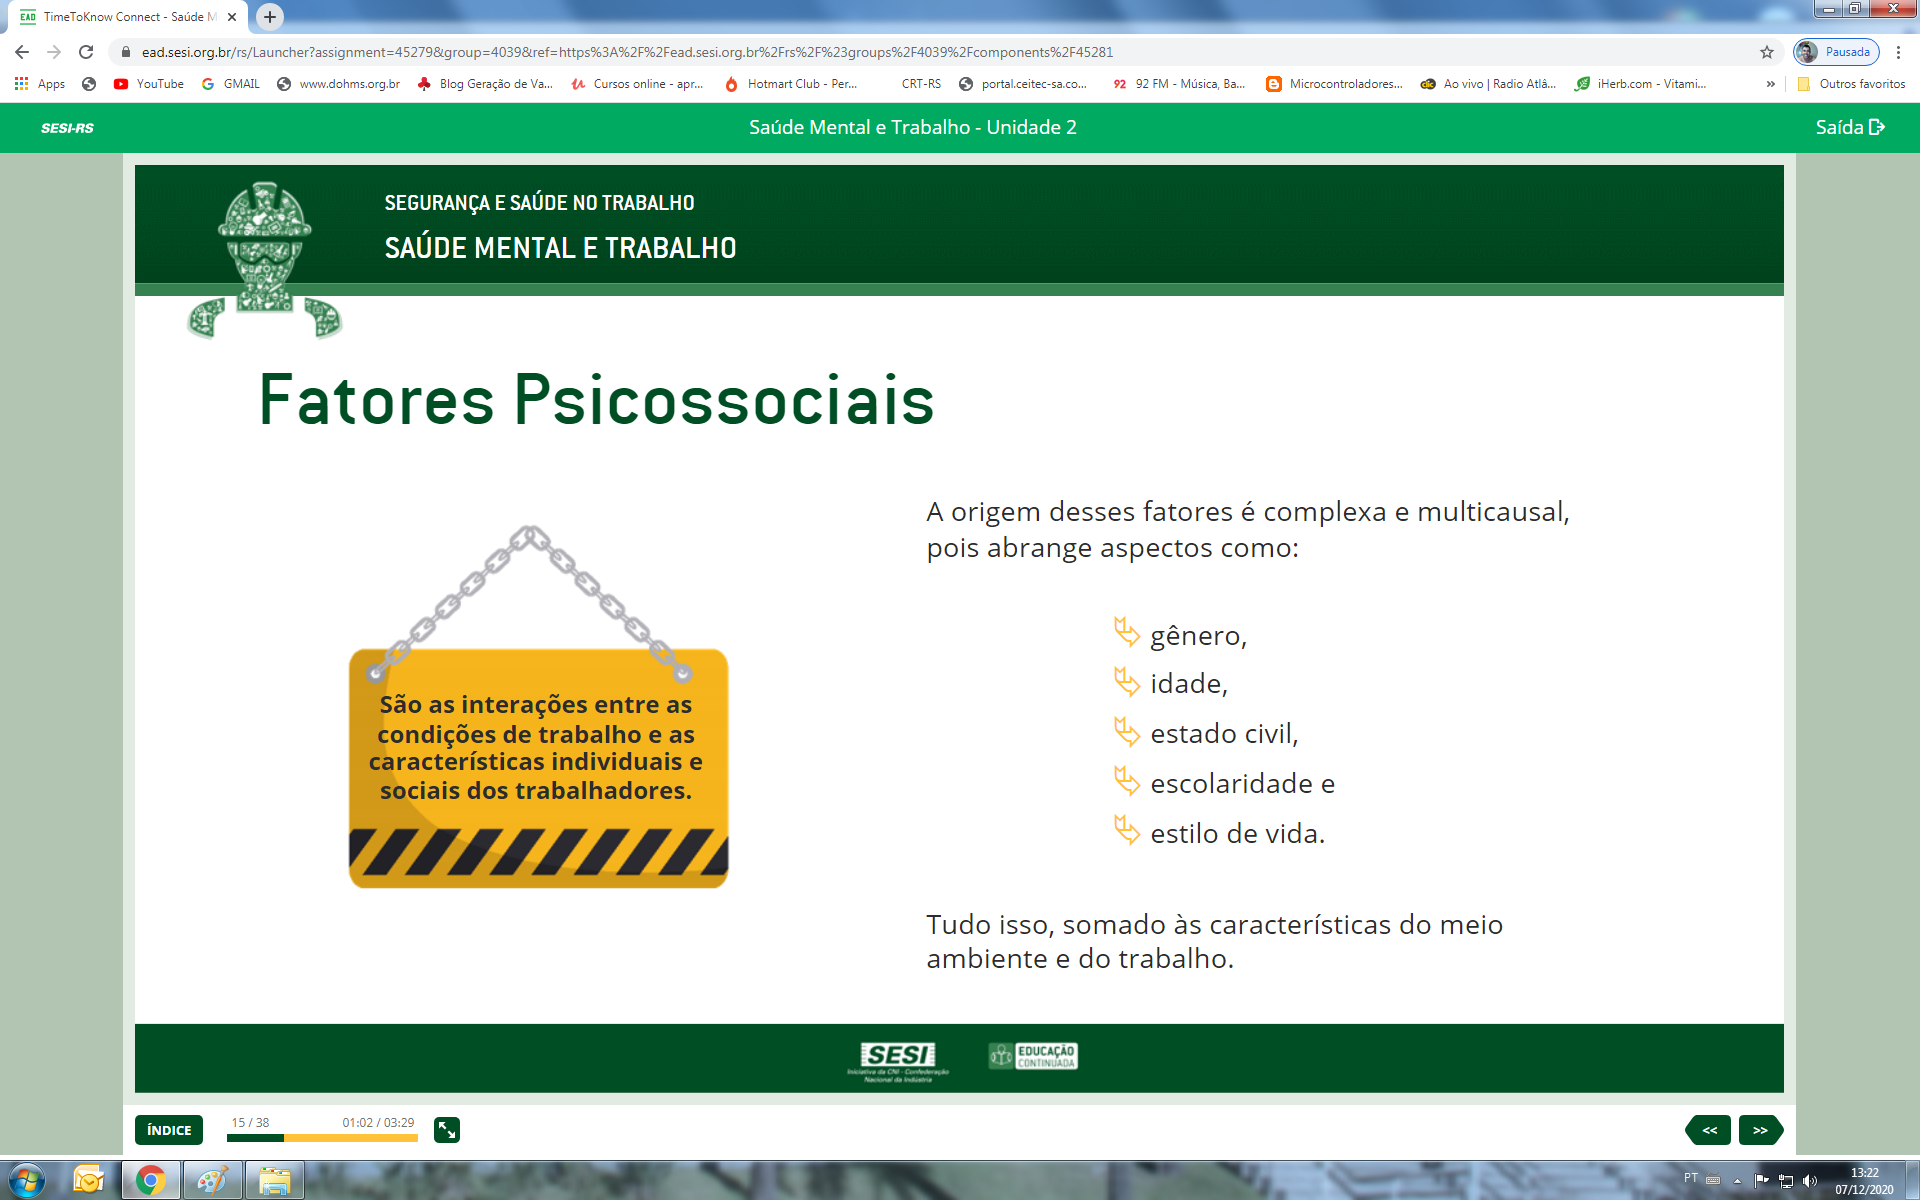 EAD TimeToKnow Connect - Saúde M
ead.sesi.org.br/rs/Launcher?assignment=45279&group=4039&ref=https%3A%2F%2Fead.sesi.org.br%2Frs%2F%23groups%2F4039%2Fcomponents%2F45281
Pausada
Apps YouTube GMAIL www.dohms.org.br Blog Geração de Va... Cursos online - apr... Hotmart Club - Per... CRT-RS portal.ceitec-sa.co... 92 92 FM - Música, Ba... Microcontroladores... Ao vivo | Radio Atlâ... iHerb.com - Vitami... » Outros favoritos
SESI-RS Saúde Mental e Trabalho - Unidade 2 Saída
SEGURANÇA E SAÚDE NO TRABALHO
SAÚDE MENTAL E TRABALHO
Fatores Psicossociais
São as interações entre as
condições de trabalho e as
características individuais e
sociais dos trabalhadores.
A origem desses fatores é complexa e multicausal,
pois abrange aspectos como:
gênero,
idade,
estado civil,
escolaridade e
estilo de vida.
Tudo isso, somado às características do meio
ambiente e do trabalho.
SESI
Iniciativa da CNI - Confederação
Nacional da Indústria
EDUCAÇÃO
CONTINUADA
ÍNDICE 15 / 38 01:02 / 03:29 << >>
PT 13:22
07/12/2020